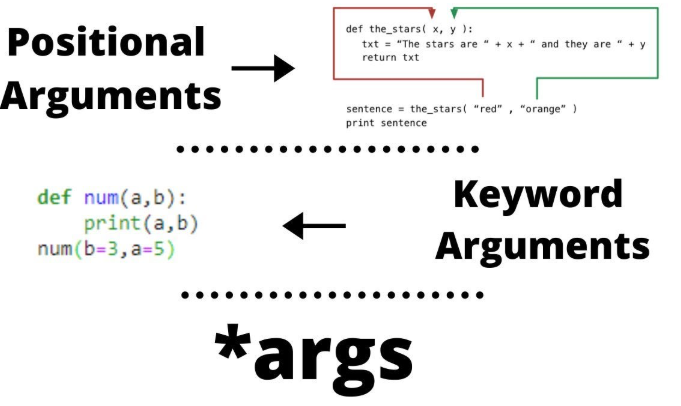 Positional
Arguments
def the_stars( x, y ):
txt = “The stars are “ + x + “ and they are “ + y
return txt
sentence = the_stars( “red” , “orange” )
print sentence
def num(a,b):
print(a,b)
num(b=3,a=5)
Keyword
Arguments
*args